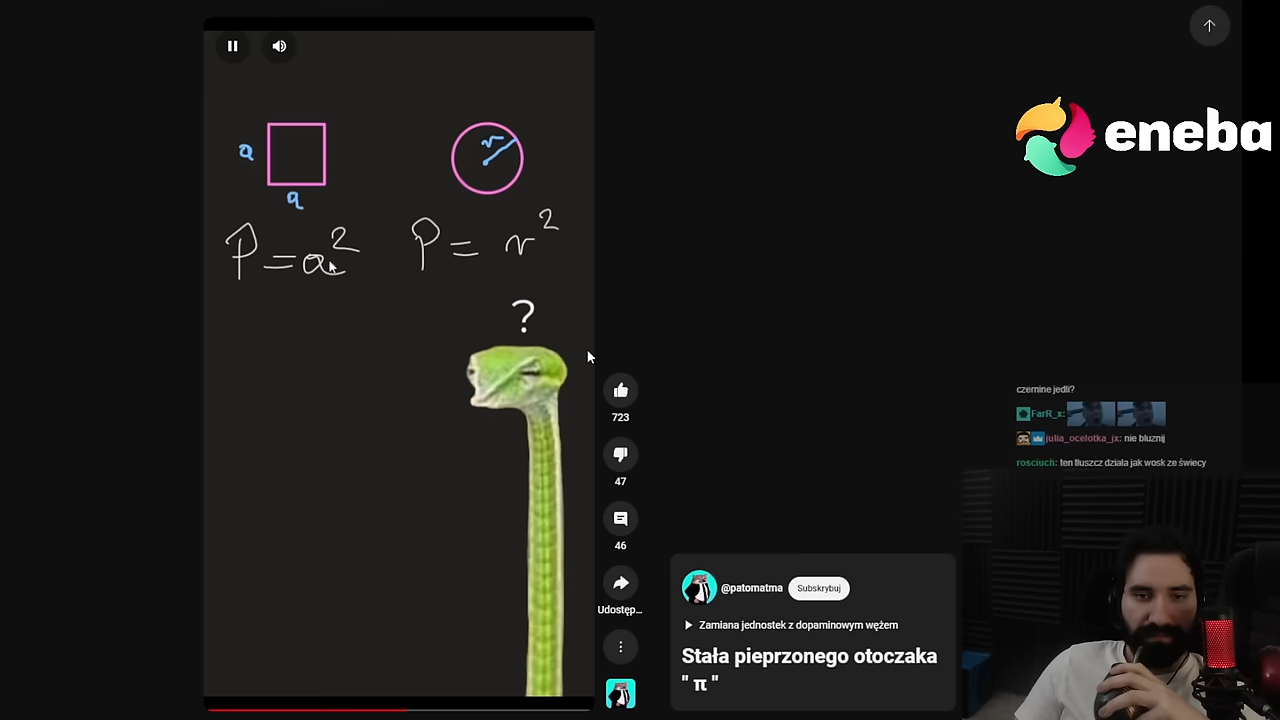 a
r
a
P = a²
P = r²
?
723
47
46
Udostęp...
@patomatma
Subskrybuj
Zamiana jednostek z dopaminowym wężem
Stała pieprzonego otoczaka
" π "
eneba
czernine jedli?
FarR_x:
julia_ocelotka_jx: nie bluznij
rosciuch: ten tłuszcz działa jak wosk ze świecy